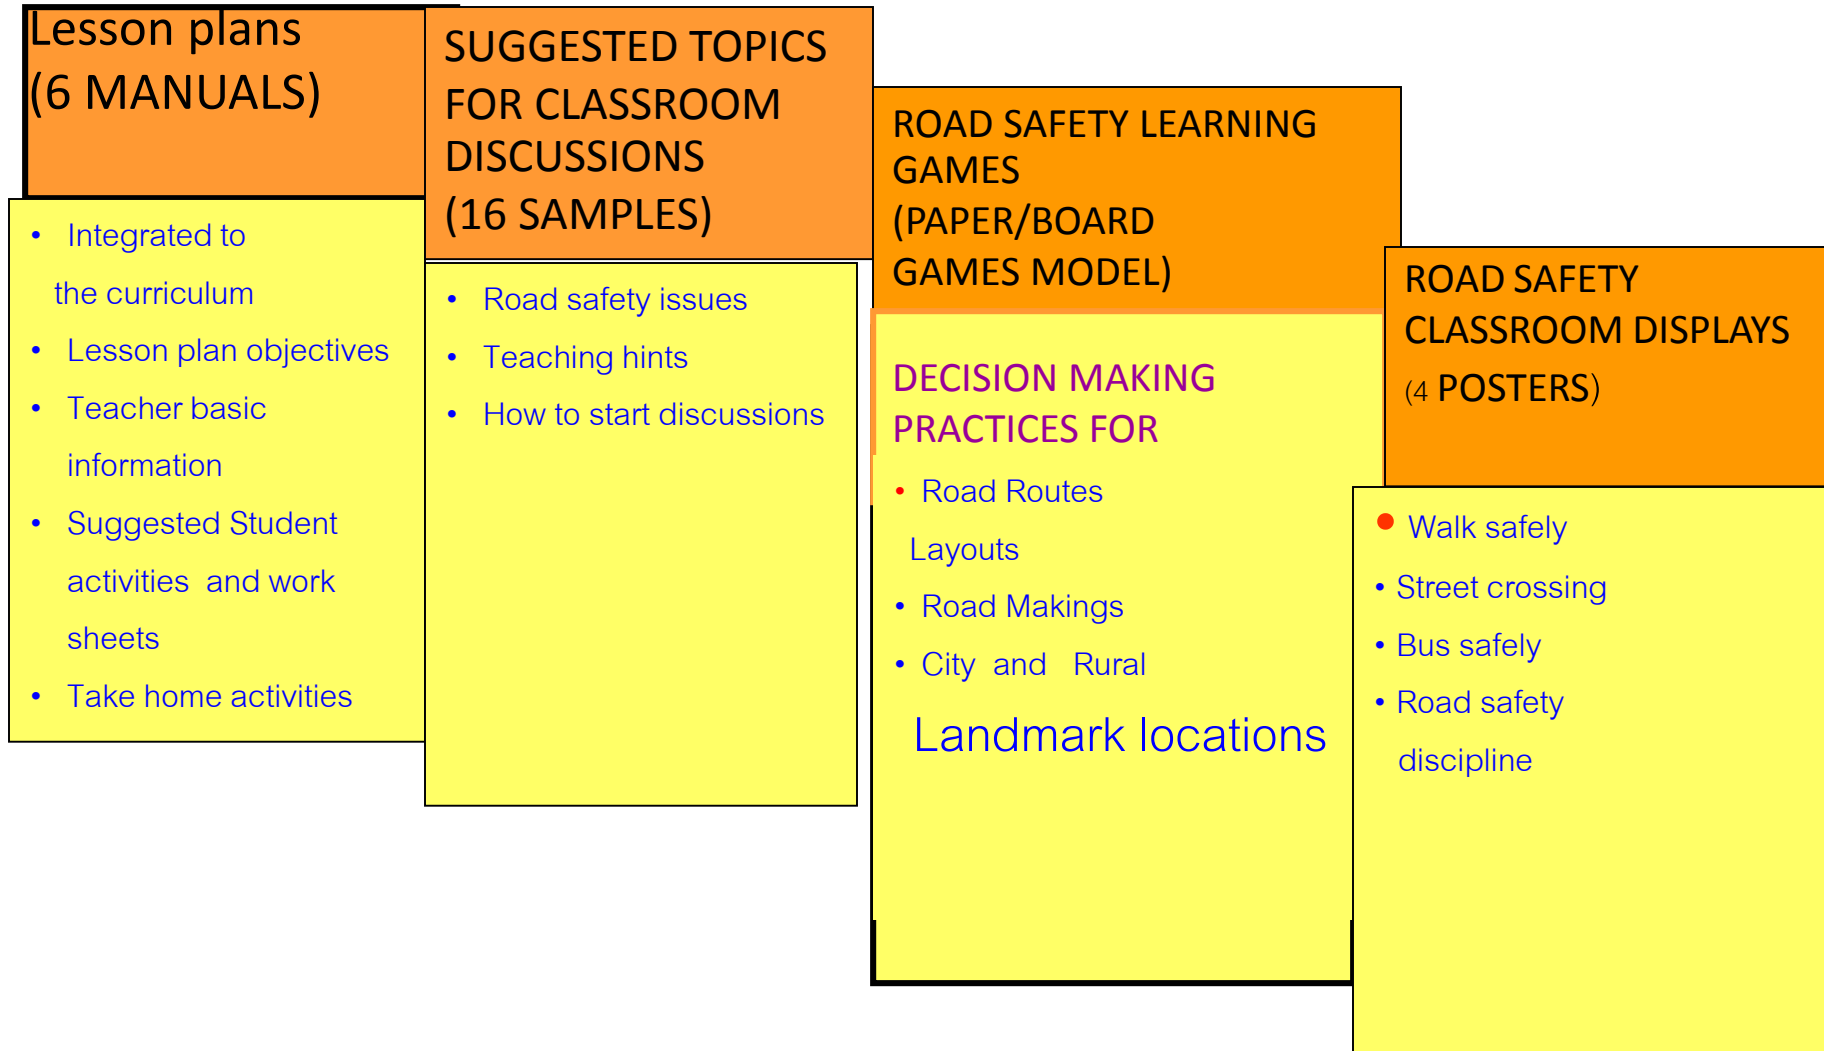 Lesson plans
(6 MANUALS)
• Integrated to
the curriculum
• Lesson plan objectives
• Teacher basic
information
• Suggested Student
activities and work
sheets
• Take home activities
SUGGESTED TOPICS
FOR CLASSROOM
DISCUSSIONS
(16 SAMPLES)
• Road safety issues
• Teaching hints
• How to start discussions
ROAD SAFETY LEARNING
GAMES
(PAPER/BOARD
GAMES MODEL)
DECISION MAKING
PRACTICES FOR
• Road Routes
Layouts
• Road Makings
• City and Rural
Landmark locations
ROAD SAFETY
CLASSROOM DISPLAYS
(4 POSTERS)
• Walk safely
• Street crossing
• Bus safely
• Road safety
discipline